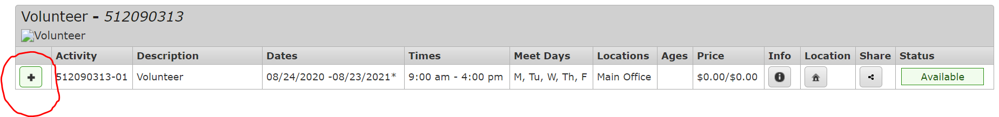 Volunteer - 512090313
Volunteer
Activity Description Dates Times Meet Days Locations Ages Price Info Location Share Status
512090313-01 Volunteer 08/24/2020 -08/23/2021* 9:00 am - 4:00 pm M, Tu, W, Th, F Main Office $0.00/$0.00 Available